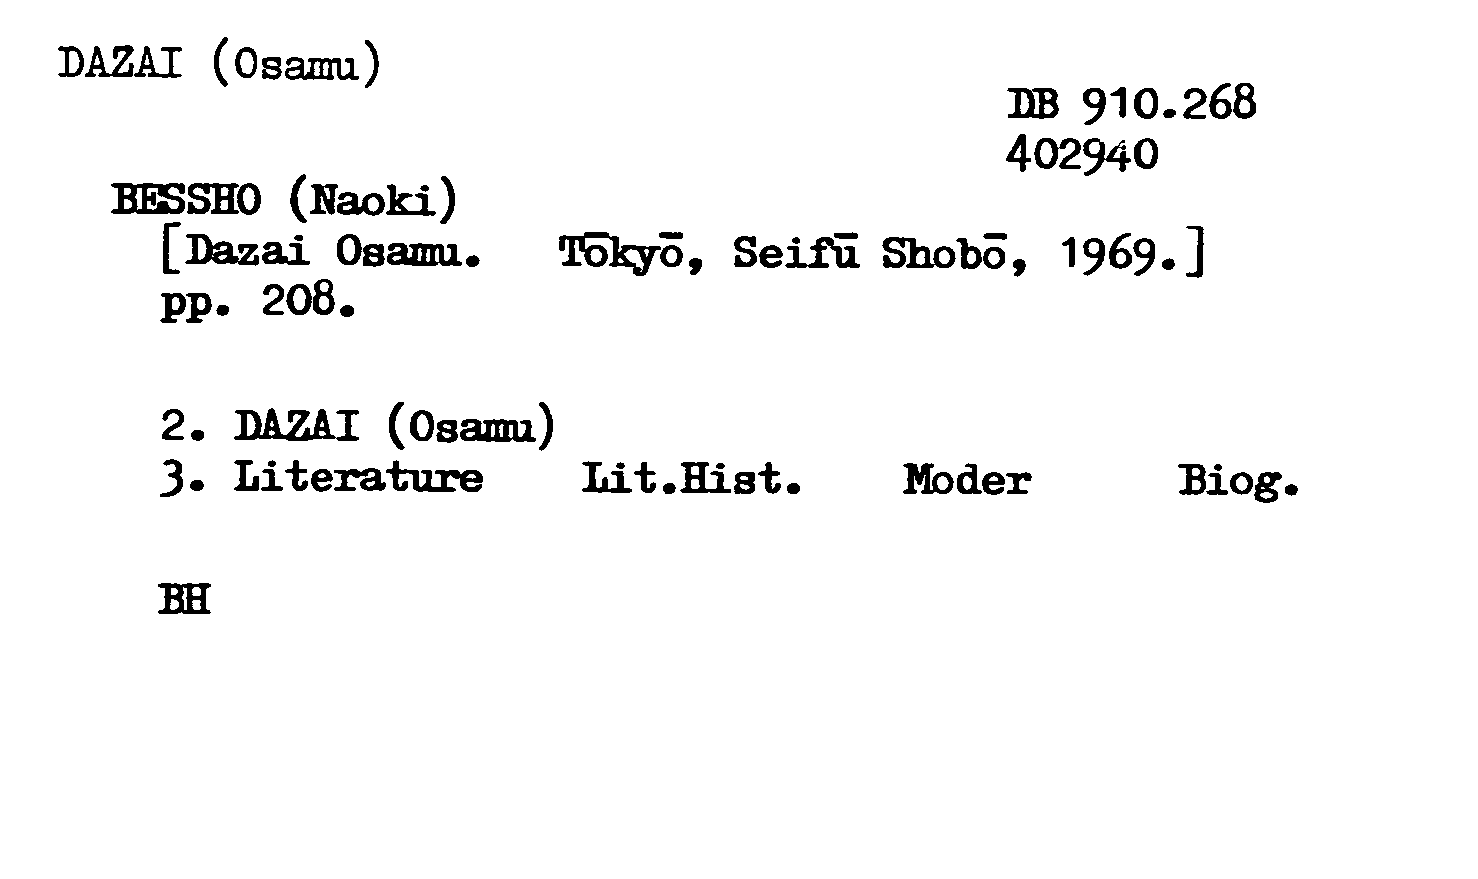 DAZAI (Osamu)
DB 910.268
402940
BESSHO (Naoki)
[Dazai Osamu. Tōkyō, Seifū Shobō, 1969.]
pp. 208.
2. DAZAI (Osamu)
3. Literature Lit.Hist. Moder Biog.
BH